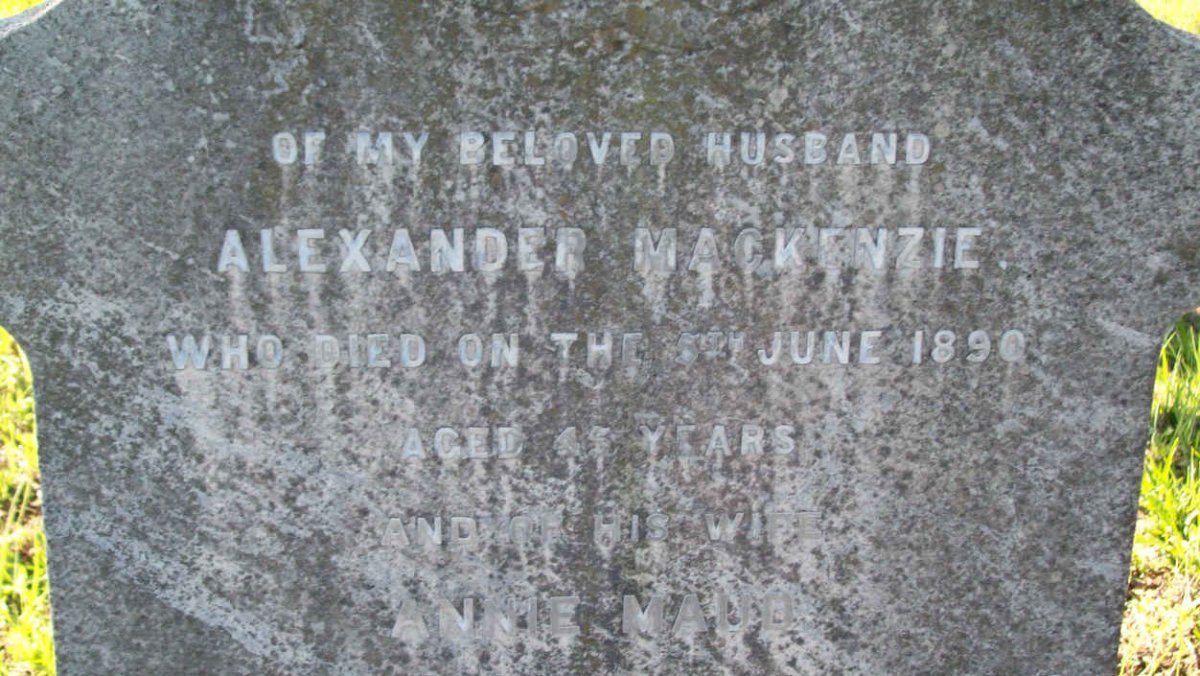 OF MY BELOVED HUSBAND
ALEXANDER MACKENZIE.
WHO DIED ON THE JUNE 1890
AGED YEARS
AND OF HIS WIFE
ANNIE MAUD